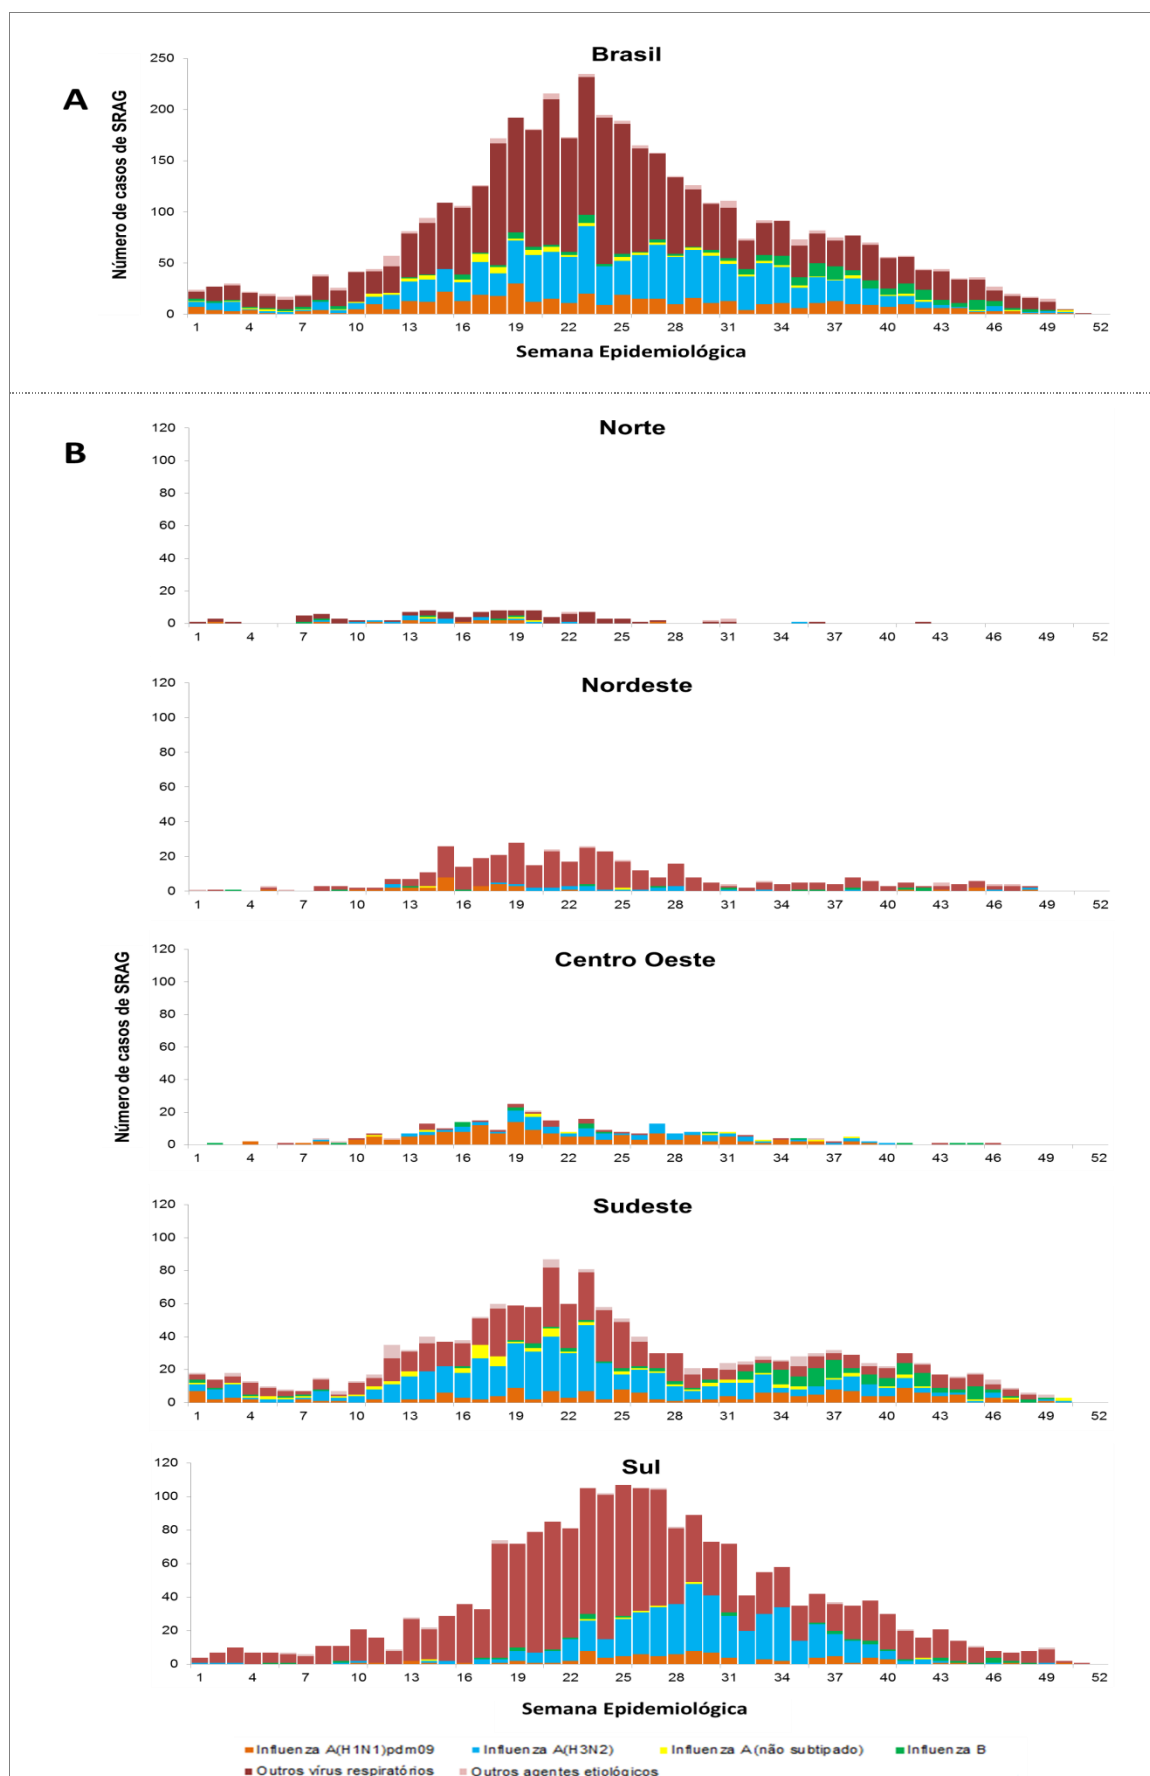 Brasil
A
Número de casos de SRAG
250
200
150
100
50
0
1 4 7 10 13 16 19 22 25 28 31 34 37 40 43 46 49 52
Semana Epidemiológica
B
Norte
120
100
80
60
40
20
0
1 4 7 10 13 16 19 22 25 28 31 34 37 40 43 46 49 52
Nordeste
120
100
80
60
40
20
0
1 4 7 10 13 16 19 22 25 28 31 34 37 40 43 46 49 52
Número de casos de SRAG
Centro Oeste
120
100
80
60
40
20
0
1 4 7 10 13 16 19 22 25 28 31 34 37 40 43 46 49 52
Sudeste
120
100
80
60
40
20
0
1 4 7 10 13 16 19 22 25 28 31 34 37 40 43 46 49 52
Sul
120
100
80
60
40
20
0
1 4 7 10 13 16 19 22 25 28 31 34 37 40 43 46 49 52
Semana Epidemiológica
Influenza A(H1N1)pdm09 Influenza A(H3N2) Influenza A (não subtipado) Influenza B
Outros vírus respiratórios Outros agentes etiológicos